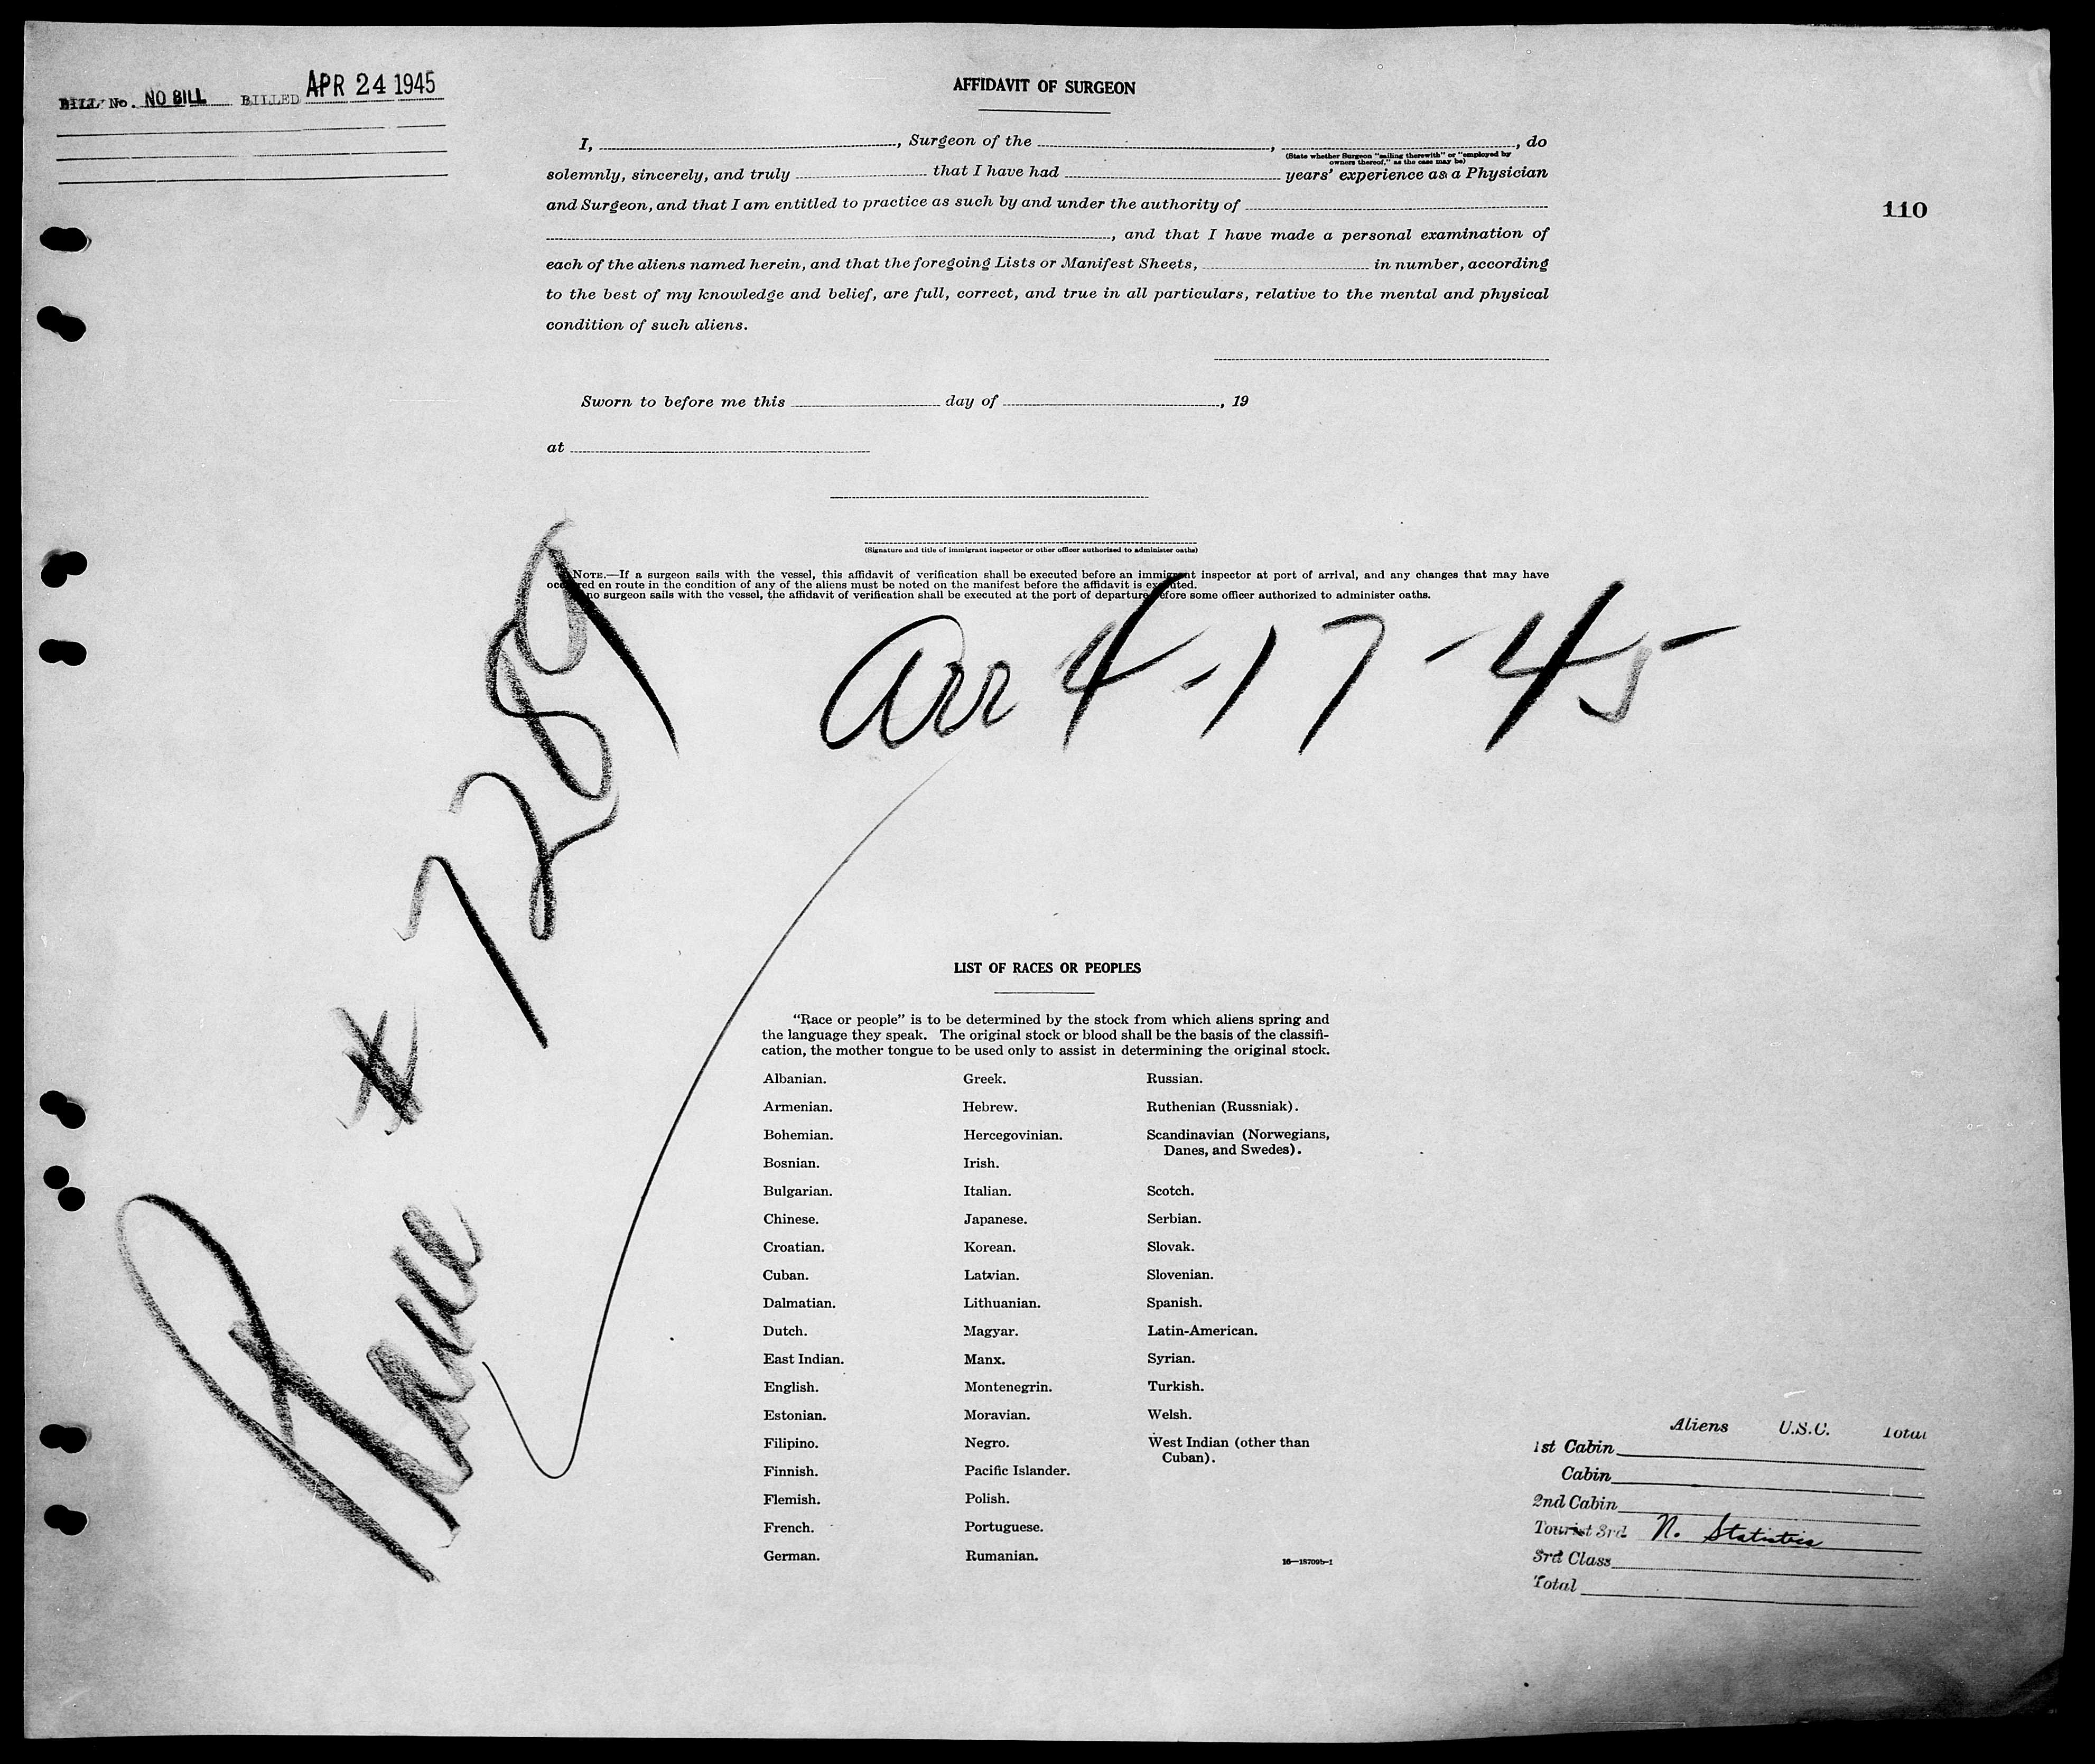 BILL No. NO BILL BILLED APR 24 1945
110
AFFIDAVIT OF SURGEON
I, , Surgeon of the , , do
(State whether Surgeon "sailing therewith" or "employed by
owners thereof," as the case may be)
solemnly, sincerely, and truly that I have had years' experience as a Physician
and Surgeon, and that I am entitled to practice as such by and under the authority of
, and that I have made a personal examination of
each of the aliens named herein, and that the foregoing Lists or Manifest Sheets, in number, according
to the best of my knowledge and belief, are full, correct, and true in all particulars, relative to the mental and physical
condition of such aliens.
Sworn to before me this day of , 19
at
(Signature and title of immigrant inspector or other officer authorized to administer oaths)
NOTE.—If a surgeon sails with the vessel, this affidavit of verification shall be executed before an immigrant inspector at port of arrival, and any changes that may have
occurred en route in the condition of any of the aliens must be noted on the manifest before the affidavit is executed.
no surgeon sails with the vessel, the affidavit of verification shall be executed at the port of departure before some officer authorized to administer oaths.
Arr 4-17-45
Plane # 7289
LIST OF RACES OR PEOPLES
"Race or people" is to be determined by the stock from which aliens spring and
the language they speak. The original stock or blood shall be the basis of the classifi-
cation, the mother tongue to be used only to assist in determining the original stock.
Albanian. Greek. Russian.
Armenian. Hebrew. Ruthenian (Russniak).
Bohemian. Hercegovinian. Scandinavian (Norwegians,
Danes, and Swedes).
Bosnian. Irish.
Bulgarian. Italian. Scotch.
Chinese. Japanese. Serbian.
Croatian. Korean. Slovak.
Cuban. Latvian. Slovenian.
Dalmatian. Lithuanian. Spanish.
Dutch. Magyar. Latin-American.
East Indian. Manx. Syrian.
English. Montenegrin. Turkish.
Estonian. Moravian. Welsh.
Filipino. Negro. West Indian (other than
Cuban).
Finnish. Pacific Islander.
Flemish. Polish.
French. Portuguese.
German. Rumanian.
16—18709b-1
Aliens U.S.C. Total
1st Cabin
Cabin
2nd Cabin
Tourist 3rd N. Statistics
3rd Class
Total